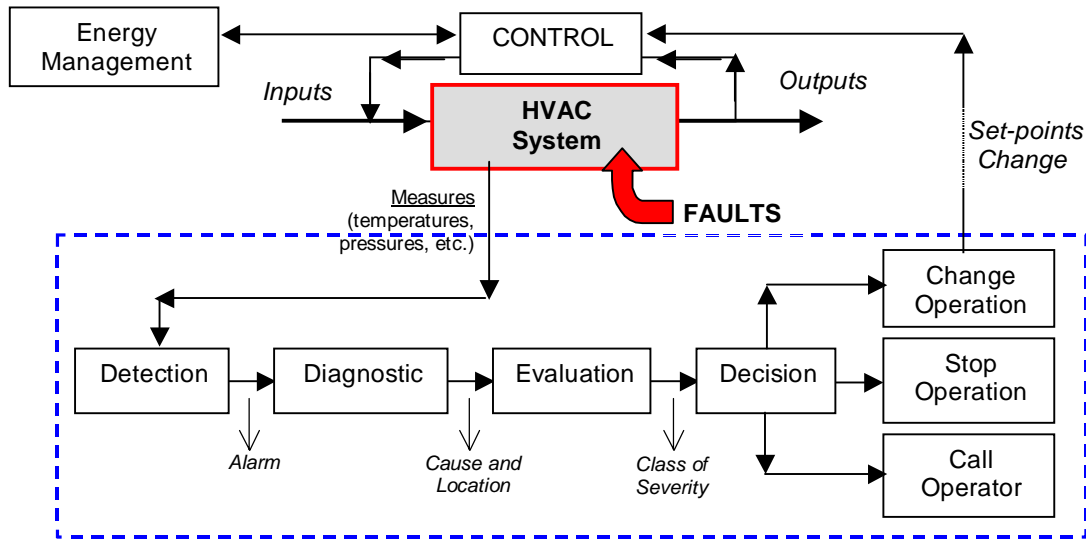 Energy
Management
CONTROL
Inputs
Outputs
HVAC
System
Set-points
Change
Measures
(temperatures,
pressures, etc.)
FAULTS
Change
Operation
Detection
Diagnostic
Evaluation
Decision
Stop
Operation
Alarm
Cause and
Location
Class of
Severity
Call
Operator